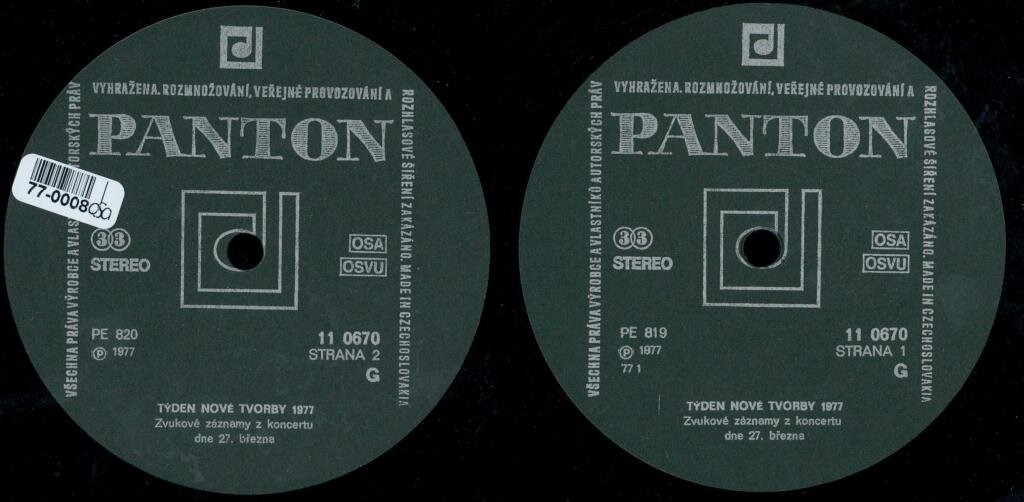 VYHRAŽENA. ROZMNOŽOVÁNÍ, VEŘEJNÉ PROVOZOVÁNÍ A
ROZHLASOVÉ ŠÍŘENÍ ZAKÁZÁNO. MADE IN CZECHOSLOVAKIA
VŠECHNA PRÁVA VÝROBCE A VLAST TORSKÝCH PRÁV
PANTON
77-0008
33
STEREO
OSA
OSVU
PE 820
℗ 1977
11 0670
STRANA 2
G
TÝDEN NOVÉ TVORBY 1977
Zvukové záznamy z koncertu
dne 27. března
VYHRAŽENA. ROZMNOŽOVÁNÍ, VEŘEJNÉ PROVOZOVÁNÍ A
ROZHLASOVÉ ŠÍŘENÍ ZAKÁZÁNO. MADE IN CZECHOSLOVAKIA
VŠECHNA PRÁVA VÝROBCE A VLASTNÍKŮ AUTORSKÝCH PRÁV
PANTON
33
STEREO
OSA
OSVU
PE 819
℗ 1977
77 1
11 0670
STRANA 1
G
TÝDEN NOVÉ TVORBY 1977
Zvukové záznamy z koncertu
dne 27. března